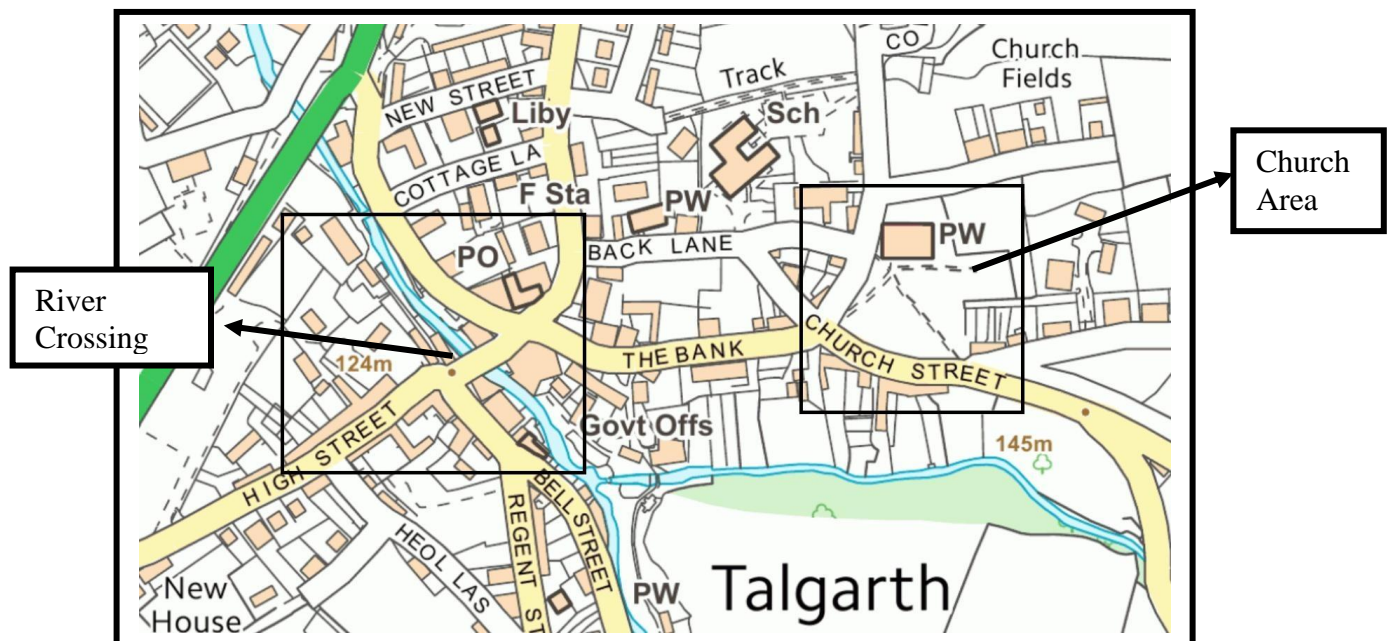 CO
Church
Fields
Track
NEW STREET
Liby
Sch
Church
Area
COTTAGE LA
F Sta
PW
BACK LANE
PW
PO
River
Crossing
124m
THE BANK
CHURCH STREET
HIGH STREET
Govt Offs
145m
BELL STREET
REGENT ST
HEOL LAS
New
House
PW
Talgarth